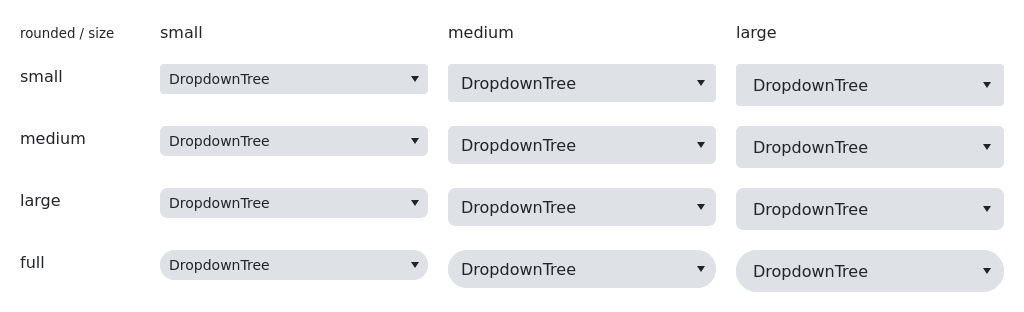 rounded / size small medium large
small DropdownTree DropdownTree DropdownTree
medium DropdownTree DropdownTree DropdownTree
large DropdownTree DropdownTree DropdownTree
full DropdownTree DropdownTree DropdownTree